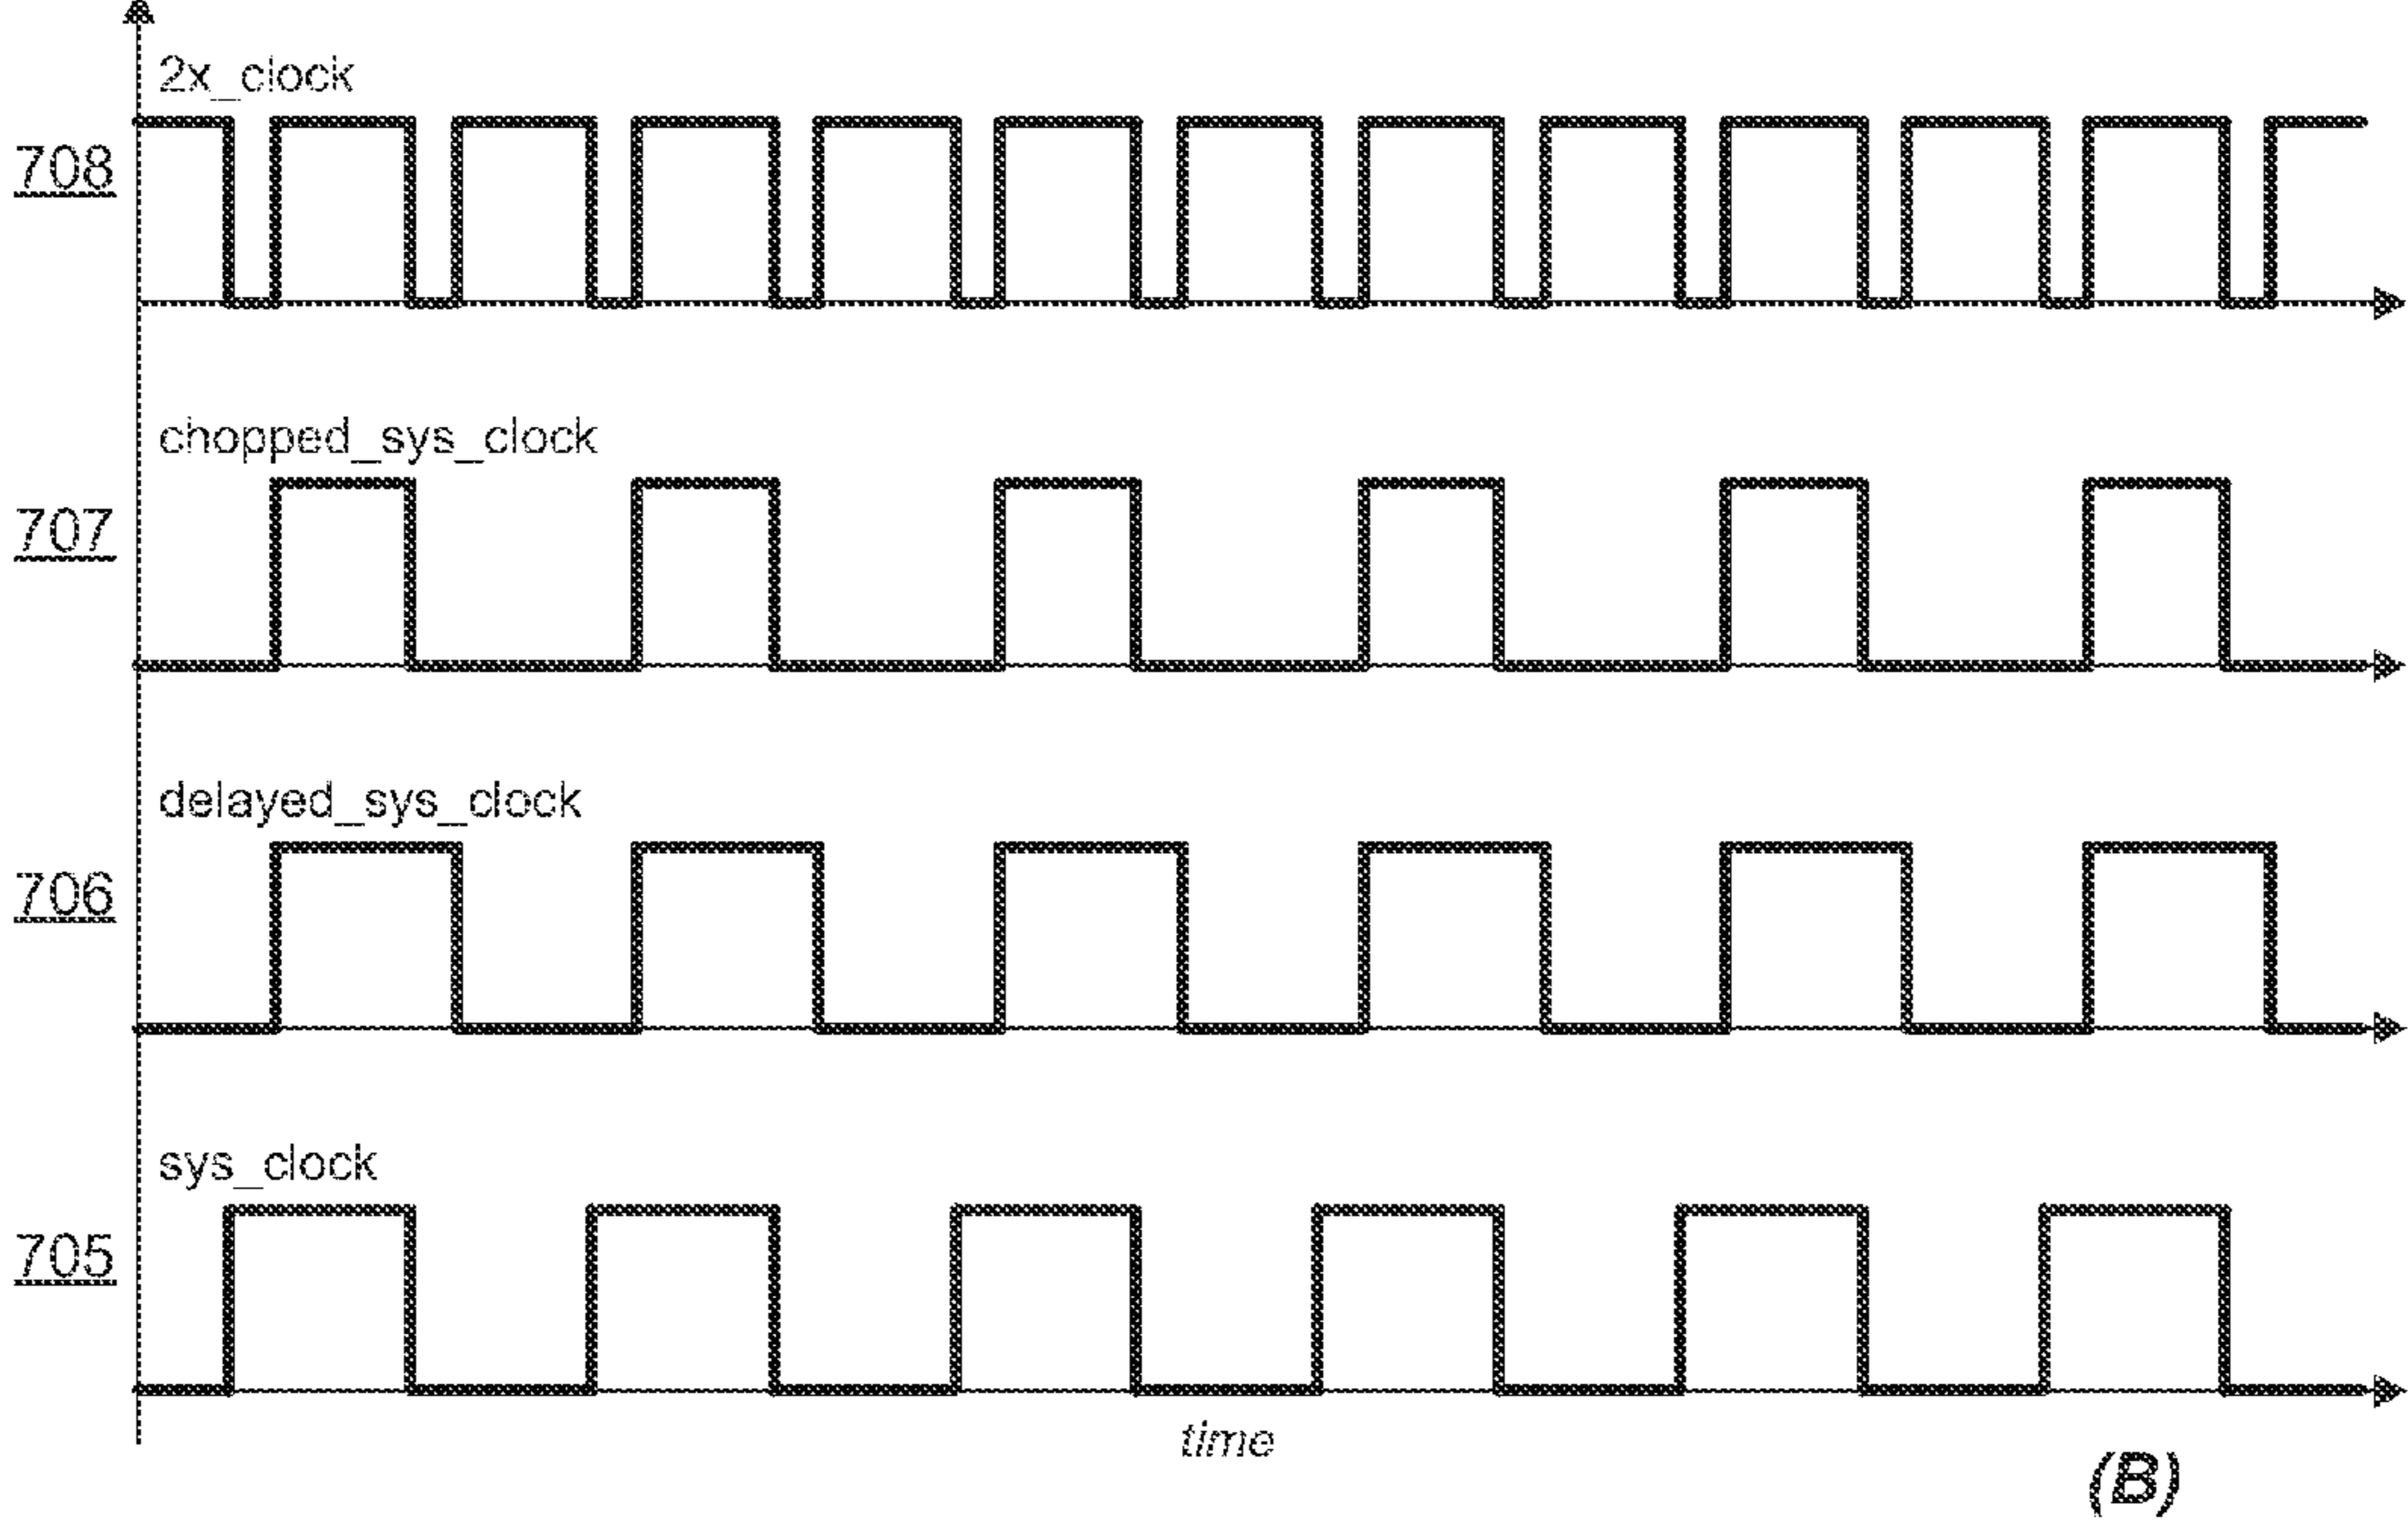 2x_clock
708
chopped_sys_clock
707
delayed_sys_clock
706
sys_clock
705
time
(B)